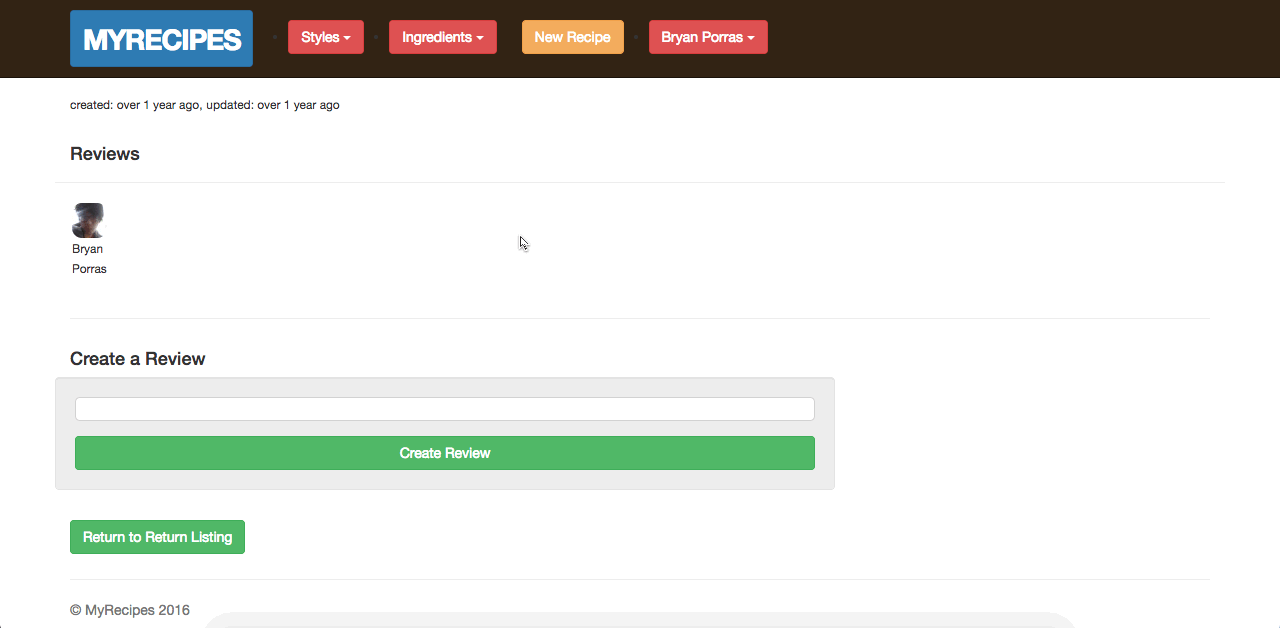 MYRECIPES
Styles
Ingredients
New Recipe
Bryan Porras
created: over 1 year ago, updated: over 1 year ago
Reviews
Bryan
Porras
Create a Review
Create Review
Return to Return Listing
© MyRecipes 2016